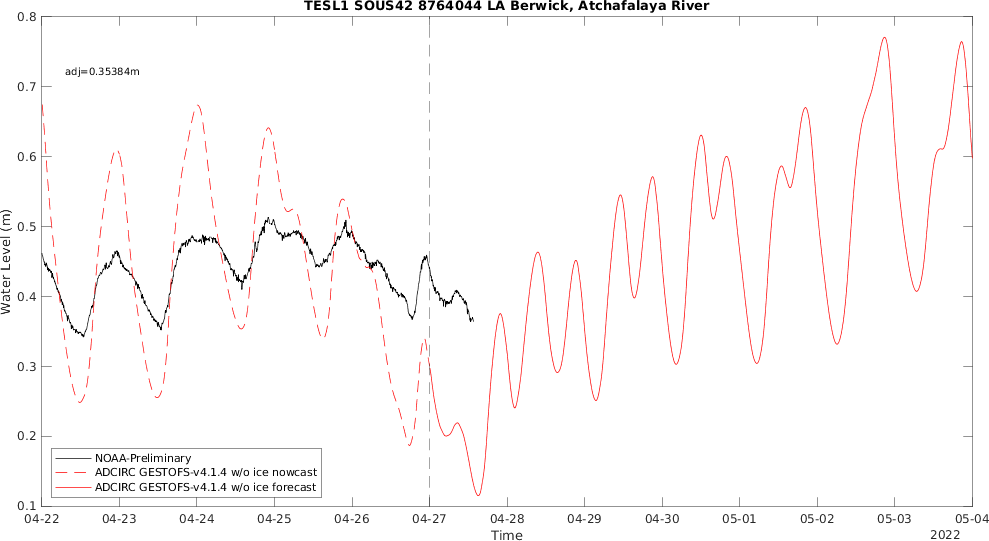 TESL1 SOUS42 8764044 LA Berwick, Atchafalaya River
adj=0.35384m
Water Level (m)
0.8
0.7
0.6
0.5
0.4
0.3
0.2
0.1
NOAA-Preliminary
ADCIRC GESTOFS-v4.1.4 w/o ice nowcast
ADCIRC GESTOFS-v4.1.4 w/o ice forecast
04-22 04-23 04-24 04-25 04-26 04-27 04-28 04-29 04-30 05-01 05-02 05-03 05-04
Time
2022